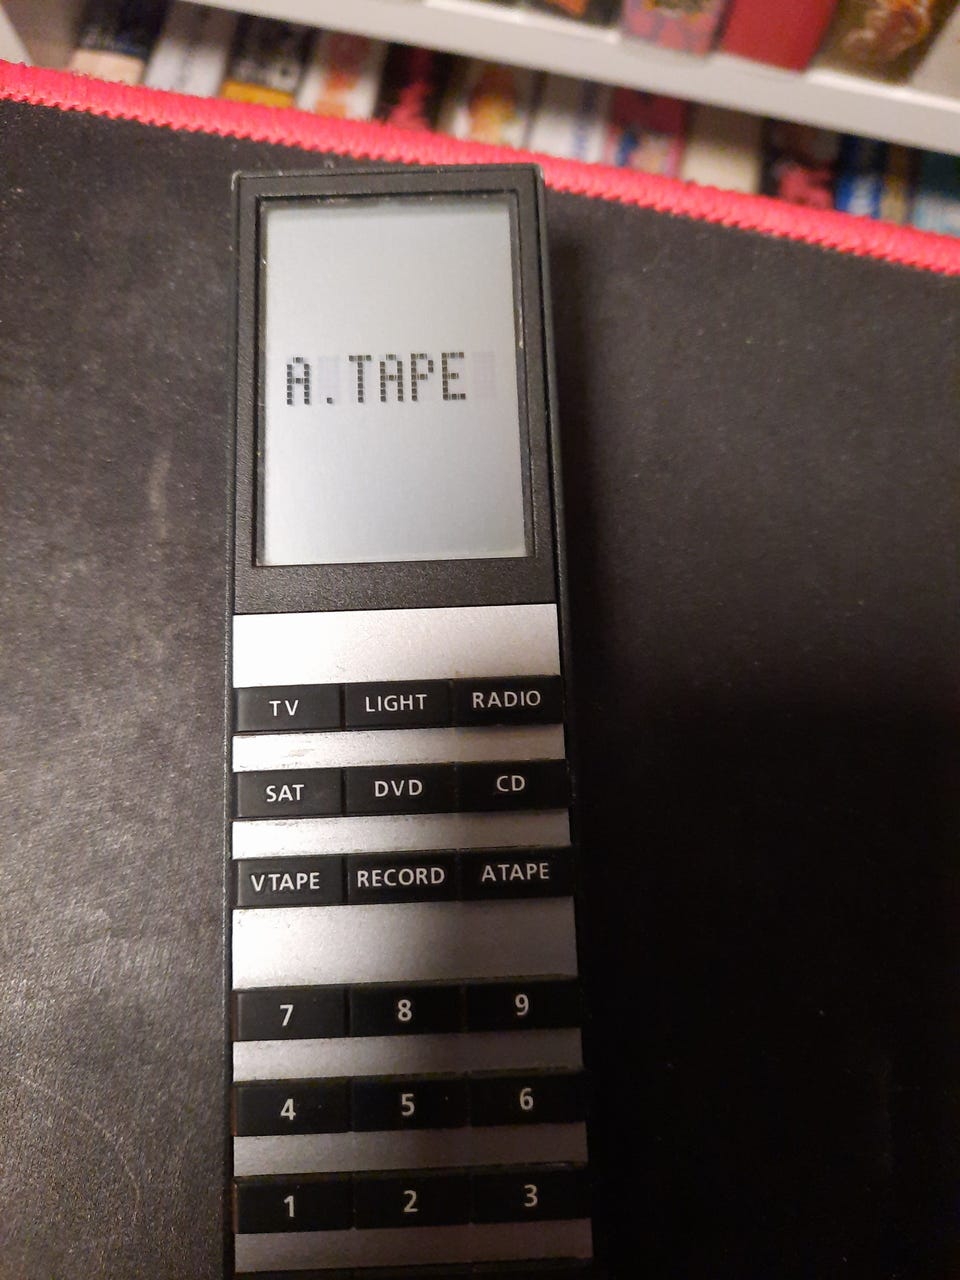 A.TAPE
TV LIGHT RADIO
SAT DVD CD
VTAPE RECORD ATAPE
7 8 9
4 5 6
1 2 3